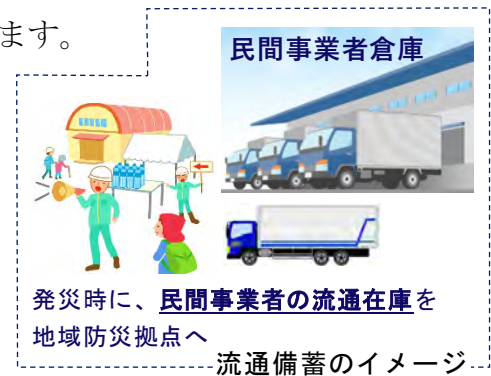 ます。
民間事業者倉庫
発災時に、民間事業者の流通在庫を
地域防災拠点へ
流通備蓄のイメージ